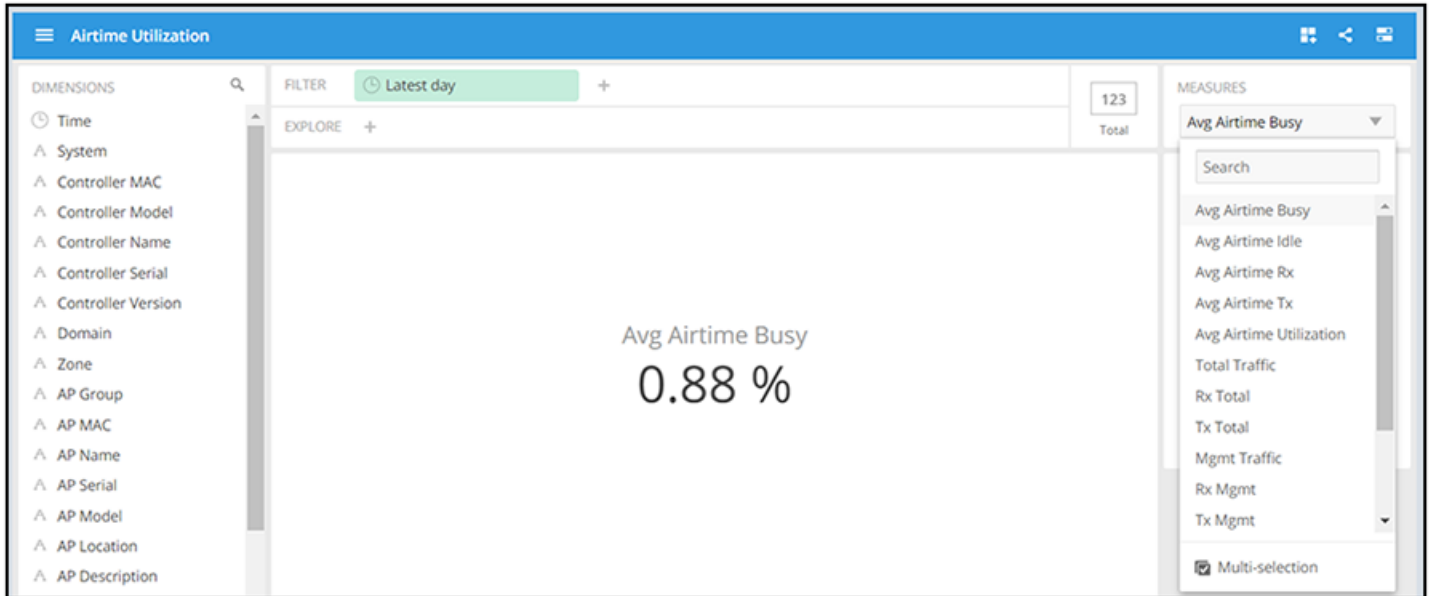 Airtime Utilization
DIMENSIONS
Time
System
Controller MAC
Controller Model
Controller Name
Controller Serial
Controller Version
Domain
Zone
AP Group
AP MAC
AP Name
AP Serial
AP Model
AP Location
AP Description
FILTER Latest day +
EXPLORE +
123
Total
Avg Airtime Busy
0.88 %
MEASURES
Avg Airtime Busy
Search
Avg Airtime Busy
Avg Airtime Idle
Avg Airtime Rx
Avg Airtime Tx
Avg Airtime Utilization
Total Traffic
Rx Total
Tx Total
Mgmt Traffic
Rx Mgmt
Tx Mgmt
Multi-selection